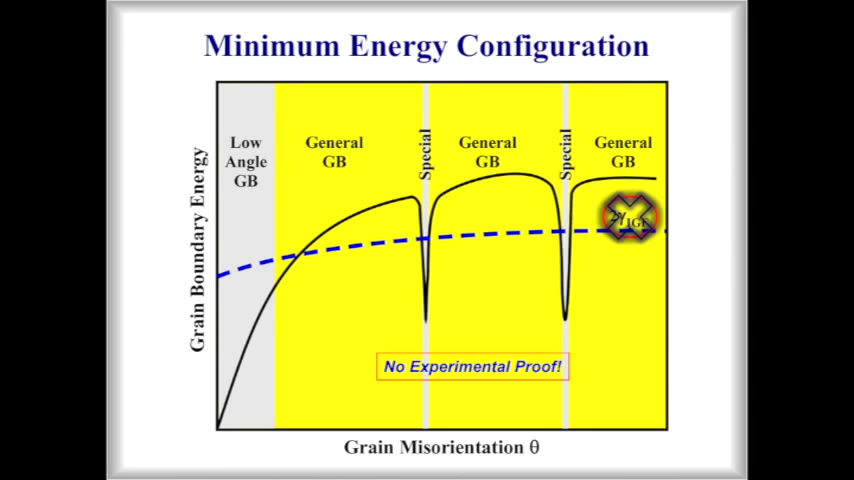 Minimum Energy Configuration
Low
Angle
GB
General
GB
Special
General
GB
Special
General
GB
2γIGF
No Experimental Proof!
Grain Boundary Energy
Grain Misorientation θ